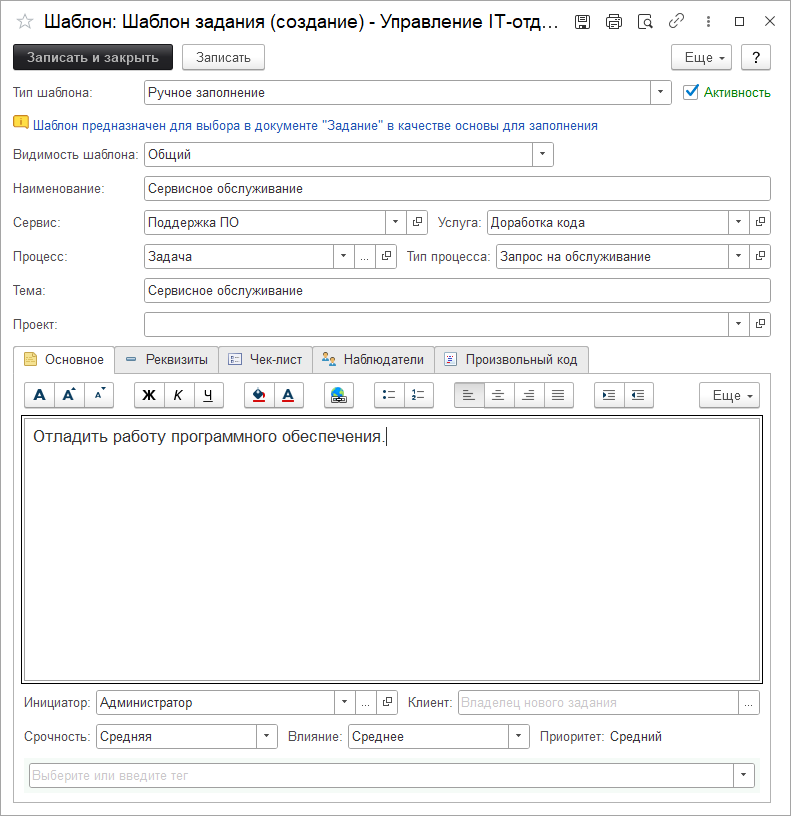 Шаблон: Шаблон задания (создание) - Управление IT-отд...
Записать и закрыть Записать Еще ?
Тип шаблона: Ручное заполнение Активность
Шаблон предназначен для выбора в документе "Задание" в качестве основы для заполнения
Видимость шаблона: Общий
Наименование: Сервисное обслуживание
Сервис: Поддержка ПО Услуга: Доработка кода
Процесс: Задача ... Тип процесса: Запрос на обслуживание
Тема: Сервисное обслуживание
Проект:
Основное Реквизиты Чек-лист Наблюдатели Произвольный код
А А А Ж К Ч А Еще
Отладить работу программного обеспечения.
Инициатор: Администратор ... Клиент: Владелец нового задания ...
Срочность: Средняя Влияние: Среднее Приоритет: Средний
Выберите или введите тег